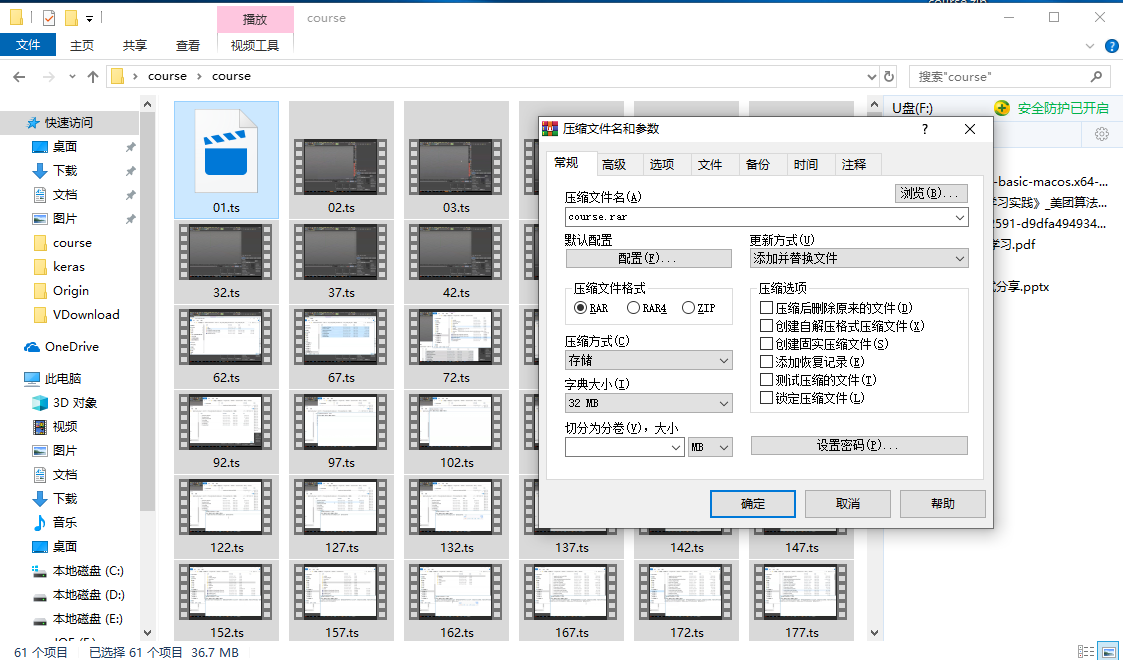 course.zip
播放
course
文件
主页
共享
查看
视频工具
course
course
搜索"course"
快速访问
桌面
下载
文档
图片
course
keras
Origin
VDownload
OneDrive
此电脑
3D 对象
视频
图片
文档
下载
音乐
桌面
本地磁盘 (C:)
本地磁盘 (D:)
本地磁盘 (E:)
01.ts
02.ts
03.ts
32.ts
37.ts
42.ts
62.ts
67.ts
72.ts
92.ts
97.ts
102.ts
122.ts
127.ts
132.ts
137.ts
142.ts
147.ts
152.ts
157.ts
162.ts
167.ts
172.ts
177.ts
压缩文件名和参数
?
常规
高级
选项
文件
备份
时间
注释
压缩文件名(A)
浏览(B)...
course.rar
默认配置
更新方式(U)
配置(F)...
添加并替换文件
压缩文件格式
RAR
RAR4
ZIP
压缩选项
压缩后删除原来的文件(D)
创建自解压格式压缩文件(X)
创建固实压缩文件(S)
添加恢复记录(E)
测试压缩的文件(T)
锁定压缩文件(L)
压缩方式(C)
存储
字典大小(I)
32 MB
切分为分卷(V)，大小
MB
设置密码(P)...
确定
取消
帮助
U盘(F:)
安全防护已开启
-basic-macos.x64-...
学习实践》_美团算法...
2591-d9dfa494934...
学习.pdf
分享.pptx
61 个项目
已选择 61 个项目
36.7 MB